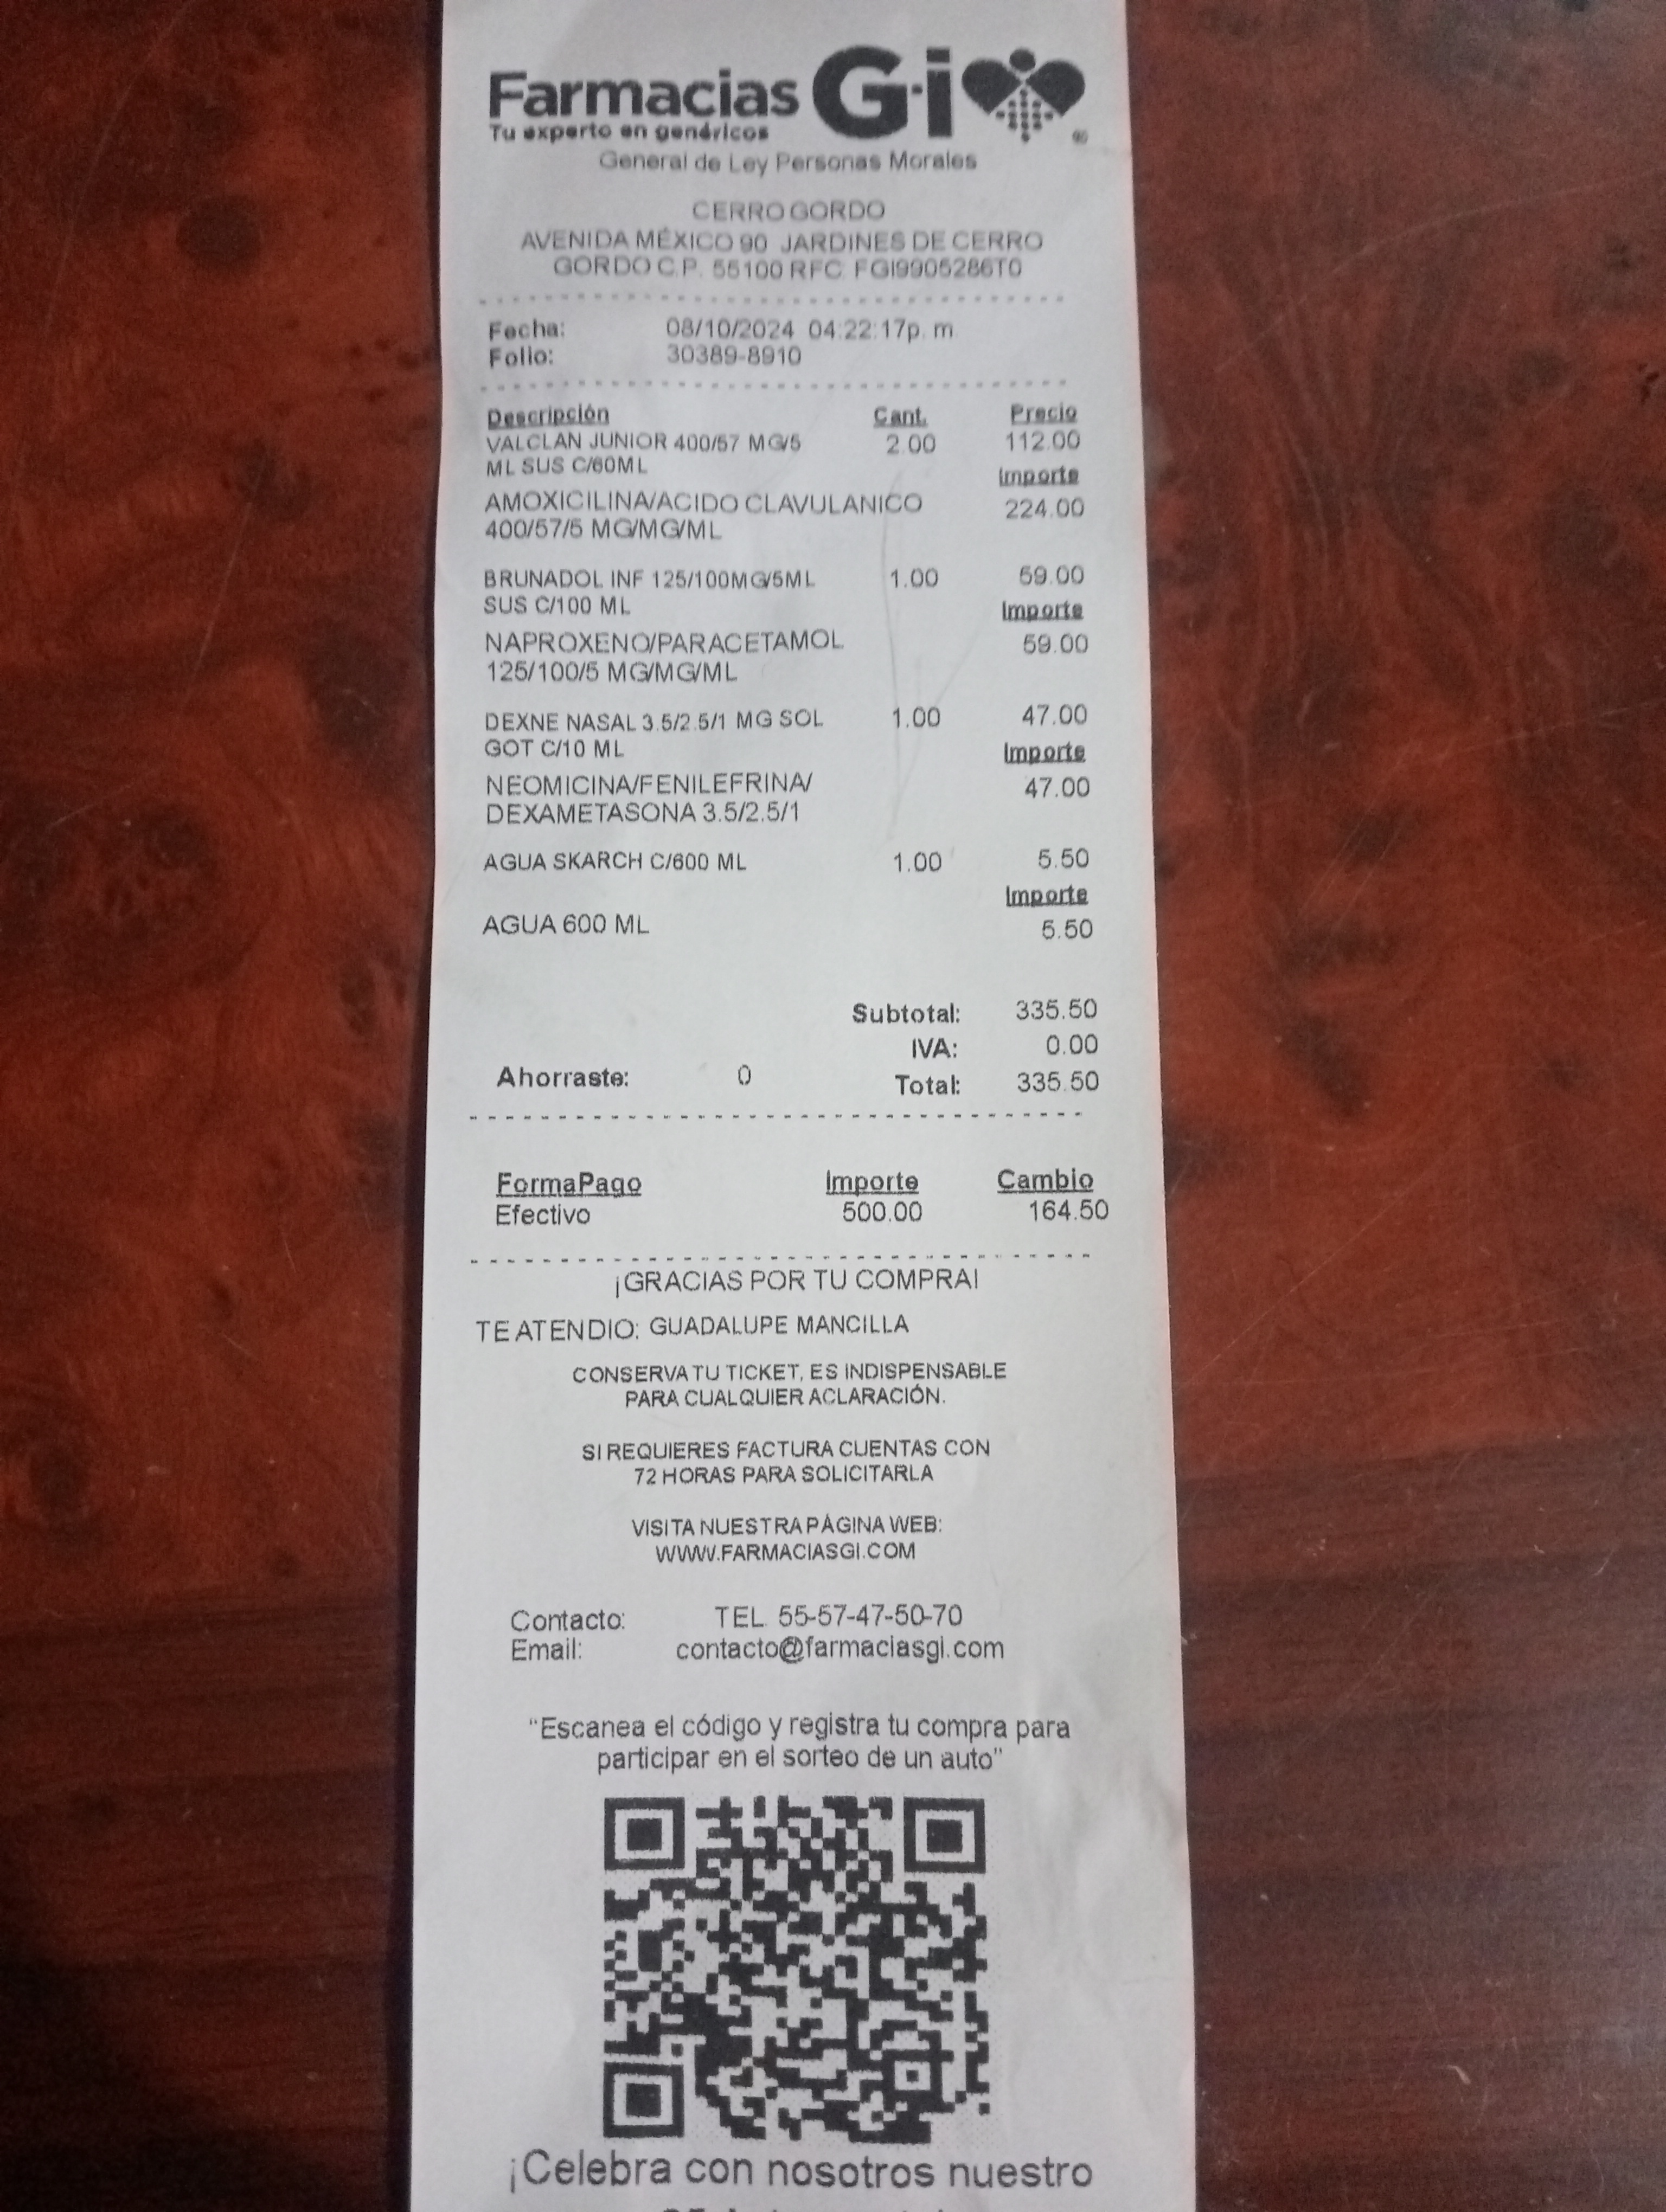 Farmacias G·i
Tu experto en genéricos
General de Ley Personas Morales
CERRO GORDO
AVENIDA MÉXICO 90 JARDINES DE CERRO
GORDO C.P. 55100 RFC FGI9905286T0
Fecha: 08/10/2024 04:22:17p. m
Folio: 30389-8910
Descripción Cant. Precio
VALCLAN JUNIOR 400/57 MG/5 2.00 112.00
ML SUS C/60ML Importe
AMOXICILINA/ACIDO CLAVULANICO 224.00
400/57/5 MG/MG/ML
BRUNADOL INF 125/100MG/5ML 1.00 59.00
SUS C/100 ML Importe
NAPROXENO/PARACETAMOL 59.00
125/100/5 MG/MG/ML
DEXNE NASAL 3.5/2.5/1 MG SOL 1.00 47.00
GOT C/10 ML Importe
NEOMICINA/FENILEFRINA/ 47.00
DEXAMETASONA 3.5/2.5/1
AGUA SKARCH C/600 ML 1.00 5.50
Importe
AGUA 600 ML 5.50
Subtotal: 335.50
IVA: 0.00
Ahorraste: 0 Total: 335.50
FormaPago Importe Cambio
Efectivo 500.00 164.50
¡GRACIAS POR TU COMPRA!
TE ATENDIO: GUADALUPE MANCILLA
CONSERVA TU TICKET, ES INDISPENSABLE
PARA CUALQUIER ACLARACIÓN.
SI REQUIERES FACTURA CUENTAS CON
72 HORAS PARA SOLICITARLA
VISITA NUESTRA PÁGINA WEB:
WWW.FARMACIASGI.COM
Contacto: TEL. 55-57-47-50-70
Email: contacto@farmaciasgi.com
"Escanea el código y registra tu compra para
participar en el sorteo de un auto"
¡Celebra con nosotros nuestro